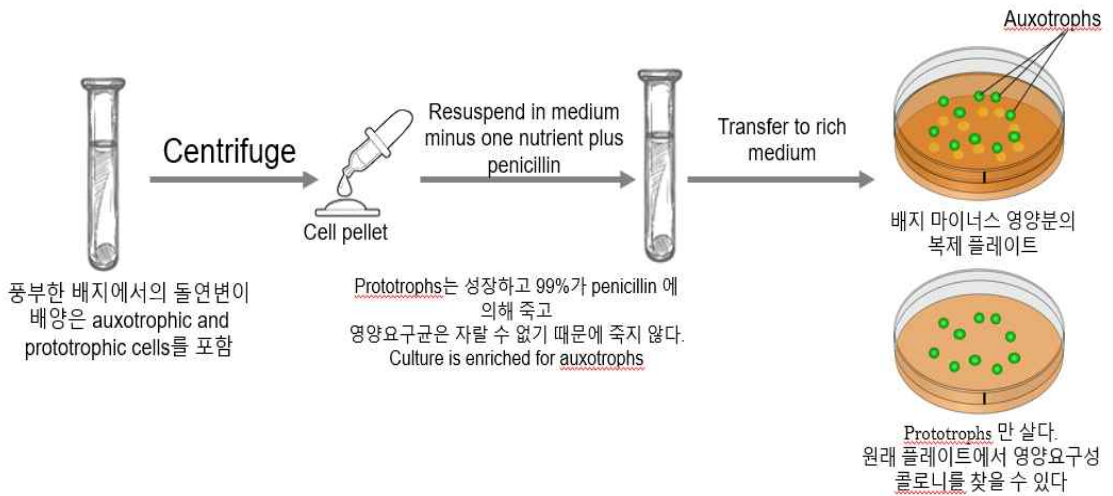 풍부한 배지에서의 돌연변이
배양은 auxotrophic and
prototrophic cells를 포함
Centrifuge
Cell pellet
Resuspend in medium
minus one nutrient plus
penicillin
Prototrophs는 성장하고 99%가 penicillin 에
의해 죽고
영양요구균은 자랄 수 없기 때문에 죽지 않다.
Culture is enriched for auxotrophs
Transfer to rich
medium
Auxotrophs
배지 마이너스 영양분의
복제 플레이트
Prototrophs 만 살다.
원래 플레이트에서 영양요구성
콜로니를 찾을 수 있다